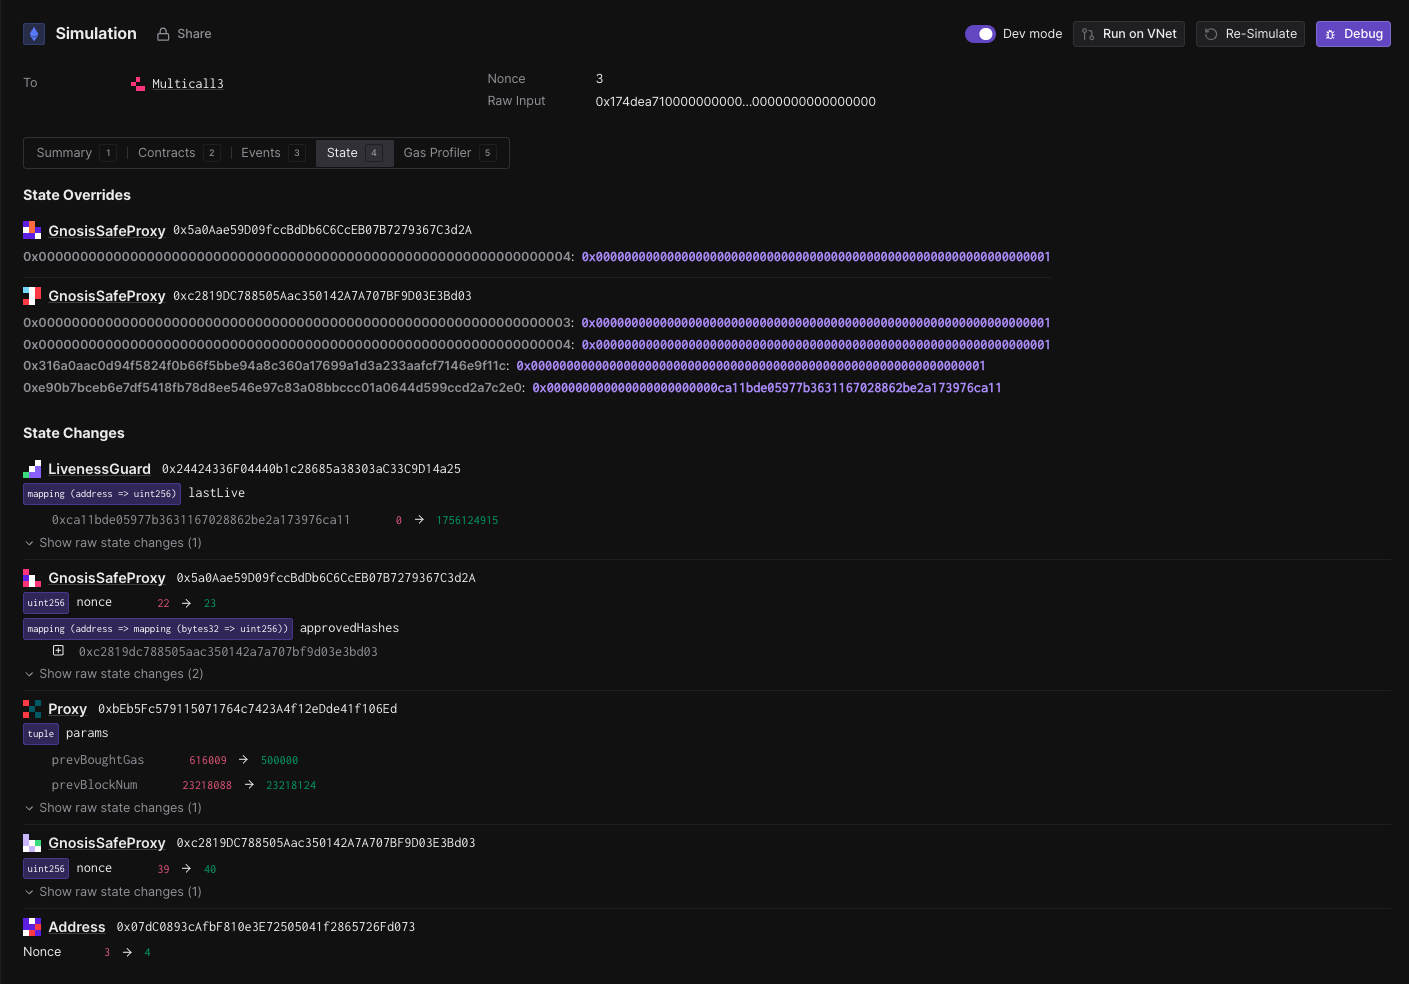 Simulation Share Dev mode Run on VNet Re-Simulate Debug
To Multicall3 Nonce 3
Raw Input 0x174dea710000000000...0000000000000000
Summary 1 Contracts 2 Events 3 State 4 Gas Profiler 5
State Overrides
GnosisSafeProxy 0x5a0Aae59D09fccBdDb6C6CcEB07B7279367C3d2A
0x0000000000000000000000000000000000000000000000000000000000000004: 0x0000000000000000000000000000000000000000000000000000000000000001
GnosisSafeProxy 0xc2819DC788505Aac350142A7A707BF9D03E3Bd03
0x0000000000000000000000000000000000000000000000000000000000000003: 0x0000000000000000000000000000000000000000000000000000000000000001
0x0000000000000000000000000000000000000000000000000000000000000004: 0x0000000000000000000000000000000000000000000000000000000000000001
0x316a0aac0d94f5824f0b66f5bbe94a8c360a17699a1d3a233aafcf7146e9f11c: 0x0000000000000000000000000000000000000000000000000000000000000001
0xe90b7bceb6e7df5418fb78d8ee546e97c83a08bbccc01a0644d599ccd2a7c2e0: 0x000000000000000000000000ca11bde05977b3631167028862be2a173976ca11
State Changes
LivenessGuard 0x24424336F04440b1c28685a38303aC33C9D14a25
mapping (address => uint256) lastLive
0xca11bde05977b3631167028862be2a173976ca11 0 → 1756124915
Show raw state changes (1)
GnosisSafeProxy 0x5a0Aae59D09fccBdDb6C6CcEB07B7279367C3d2A
uint256 nonce 22 → 23
mapping (address => mapping (bytes32 => uint256)) approvedHashes
0xc2819dc788505aac350142a7a707bf9d03e3bd03
Show raw state changes (2)
Proxy 0xbEb5Fc579115071764c7423A4f12eDde41f106Ed
tuple params
prevBoughtGas 616009 → 500000
prevBlockNum 23218088 → 23218124
Show raw state changes (1)
GnosisSafeProxy 0xc2819DC788505Aac350142A7A707BF9D03E3Bd03
uint256 nonce 39 → 40
Show raw state changes (1)
Address 0x07dC0893cAfbF810e3E72505041f2865726Fd073
Nonce 3 → 4